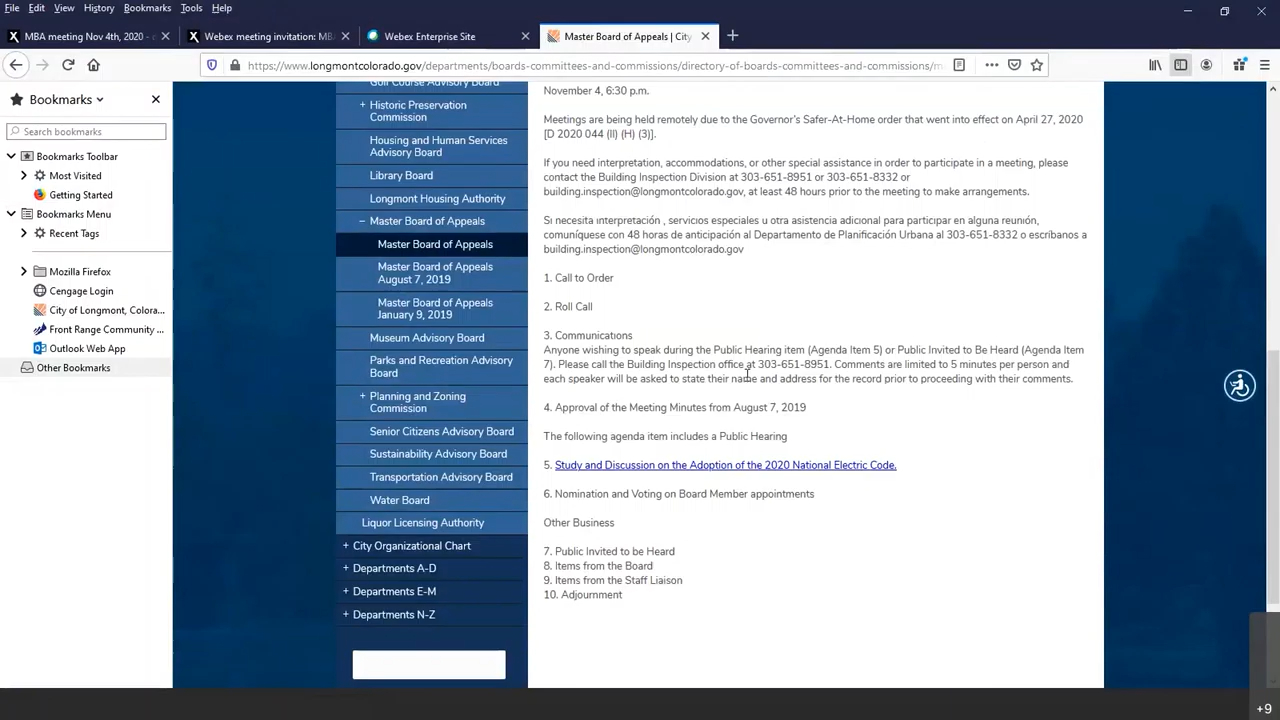 File Edit View History Bookmarks Tools Help
MBA meeting Nov 4th, 2020 -
Webex meeting invitation: MB
Webex Enterprise Site
Master Board of Appeals | City
https://www.longmontcolorado.gov/departments/boards-committees-and-commissions/directory-of-boards-committees-and-commissions/m
Bookmarks
Search bookmarks
Bookmarks Toolbar
Most Visited
Getting Started
Bookmarks Menu
Recent Tags
Mozilla Firefox
Cengage Login
City of Longmont, Colora...
Front Range Community ...
Outlook Web App
Other Bookmarks
Golf Course Advisory Board
+ Historic Preservation
Commission
Housing and Human Services
Advisory Board
Library Board
Longmont Housing Authority
– Master Board of Appeals
Master Board of Appeals
Master Board of Appeals
August 7, 2019
Master Board of Appeals
January 9, 2019
Museum Advisory Board
Parks and Recreation Advisory
Board
+ Planning and Zoning
Commission
Senior Citizens Advisory Board
Sustainability Advisory Board
Transportation Advisory Board
Water Board
Liquor Licensing Authority
+ City Organizational Chart
+ Departments A-D
+ Departments E-M
+ Departments N-Z
November 4, 6:30 p.m.
Meetings are being held remotely due to the Governor's Safer-At-Home order that went into effect on April 27, 2020
[D 2020 044 (II) (H) (3)].
If you need interpretation, accommodations, or other special assistance in order to participate in a meeting, please
contact the Building Inspection Division at 303-651-8951 or 303-651-8332 or
building.inspection@longmontcolorado.gov, at least 48 hours prior to the meeting to make arrangements.
Si necesita interpretación , servicios especiales u otra asistencia adicional para participar en alguna reunión,
comuníquese con 48 horas de anticipación al Departamento de Planificación Urbana al 303-651-8332 o escríbanos a
building.inspection@longmontcolorado.gov
1. Call to Order
2. Roll Call
3. Communications
Anyone wishing to speak during the Public Hearing item (Agenda Item 5) or Public Invited to Be Heard (Agenda Item
7). Please call the Building Inspection office at 303-651-8951. Comments are limited to 5 minutes per person and
each speaker will be asked to state their name and address for the record prior to proceeding with their comments.
4. Approval of the Meeting Minutes from August 7, 2019
The following agenda item includes a Public Hearing
5. Study and Discussion on the Adoption of the 2020 National Electric Code.
6. Nomination and Voting on Board Member appointments
Other Business
7. Public Invited to be Heard
8. Items from the Board
9. Items from the Staff Liaison
10. Adjournment
+9